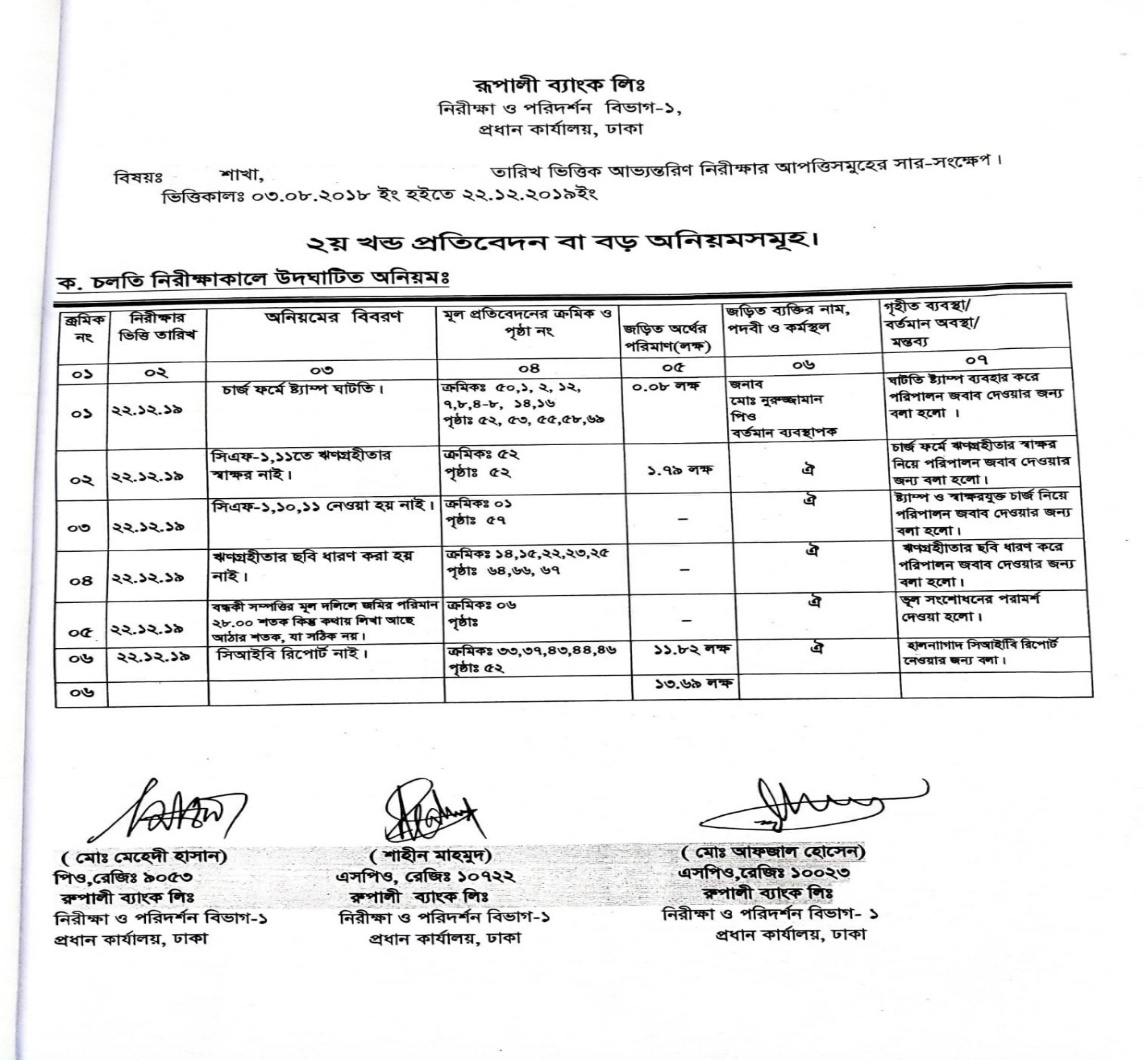 রূপালী ব্যাংক লিঃ
নিরীক্ষা ও পরিদর্শন বিভাগ-১,
প্রধান কার্যালয়, ঢাকা
বিষয়ঃ শাখা, তারিখ ভিত্তিক আভ্যন্তরিণ নিরীক্ষার আপত্তিসমুহের সার-সংক্ষেপ।
ভিত্তিকালঃ ০৩.০৮.২০১৮ ইং হইতে ২২.১২.২০১৯ইং
২য় খন্ড প্রতিবেদন বা বড় অনিয়মসমূহ।
ক. চলতি নিরীক্ষাকালে উদঘাটিত অনিয়মঃ
ক্রমিক নং
নিরীক্ষার ভিত্তি তারিখ
অনিয়মের বিবরণ
মূল প্রতিবেদনের ক্রমিক ও পৃষ্ঠা নং
জড়িত অর্থের পরিমাণ(লক্ষ)
জড়িত ব্যক্তির নাম, পদবী ও কর্মস্থল
গৃহীত ব্যবস্থা/ বর্তমান অবস্থা/ মন্তব্য
০১ ০২ ০৩ ০৪ ০৫ ০৬ ০৭
০১ ২২.১২.১৯
চার্জ ফর্মে ষ্ট্যাম্প ঘাটতি।
ক্রমিকঃ ৫০,১, ২, ১২,
৭,৮,৪-৮, ১৪,১৬
পৃষ্ঠাঃ ৫২, ৫৩, ৫৫,৫৮,৬৯
০.০৮ লক্ষ
জনাব
মোঃ নুরুজ্জামান
পিও
বর্তমান ব্যবস্থাপক
ঘাটতি ষ্ট্যাম্প ব্যবহার করে
পরিপালন জবাব দেওয়ার জন্য
বলা হলো ।
০২ ২২.১২.১৯
সিএফ-১,১১তে ঋণগ্রহীতার
স্বাক্ষর নাই।
ক্রমিকঃ ৫২
পৃষ্ঠাঃ ৫২
১.৭৯ লক্ষ
ঐ
চার্জ ফর্মে ঋণগ্রহীতার স্বাক্ষর
নিয়ে পরিপালন জবাব দেওয়ার
জন্য বলা হলো।
০৩ ২২.১২.১৯
সিএফ-১,১০,১১ নেওয়া হয় নাই।
ক্রমিকঃ ০১
পৃষ্ঠাঃ ৫৭
–
ঐ
ষ্ট্যাম্প ও স্বাক্ষরযুক্ত চার্জ নিয়ে
পরিপালন জবাব দেওয়ার জন্য
বলা হলো।
০৪ ২২.১২.১৯
ঋণগ্রহীতার ছবি ধারণ করা হয়
নাই।
ক্রমিকঃ ১৪,১৫,২২,২৩,২৫
পৃষ্ঠাঃ ৬৪,৬৬, ৬৭
–
ঐ
ঋণগ্রহীতার ছবি ধারণ করে
পরিপালন জবাব দেওয়ার জন্য
বলা হলো।
০৫ ২২.১২.১৯
বন্ধকী সম্পত্তির মূল দলিলে জমির পরিমান
২৮.০০ শতক কিন্তু কথায় লিখা আছে
আঠার শতক, যা সঠিক নয়।
ক্রমিকঃ ০৬
পৃষ্ঠাঃ
–
ঐ
ভূল সংশোধনের পরামর্শ
দেওয়া হলো।
০৬ ২২.১২.১৯
সিআইবি রিপোর্ট নাই।
ক্রমিকঃ ৩৩,৩৭,৪৩,৪৪,৪৬
পৃষ্ঠাঃ ৫২
১১.৮২ লক্ষ
ঐ
হালনাগাদ সিআইবি রিপোর্ট
নেওয়ার জন্য বলা।
০৬ ১৩.৬৯ লক্ষ
( মোঃ মেহেদী হাসান)
পিও,রেজিঃ ৯০৫৩
রুপালী ব্যাংক লিঃ
নিরীক্ষা ও পরিদর্শন বিভাগ-১
প্রধান কার্যালয়, ঢাকা
( শাহীন মাহমুদ)
এসপিও, রেজিঃ ১০৭২২
রুপালী ব্যাংক লিঃ
নিরীক্ষা ও পরিদর্শন বিভাগ-১
প্রধান কার্যালয়, ঢাকা
( মোঃ আফজাল হোসেন)
এসপিও,রেজিঃ ১০০২৩
রুপালী ব্যাংক লিঃ
নিরীক্ষা ও পরিদর্শন বিভাগ- ১
প্রধান কার্যালয়, ঢাকা